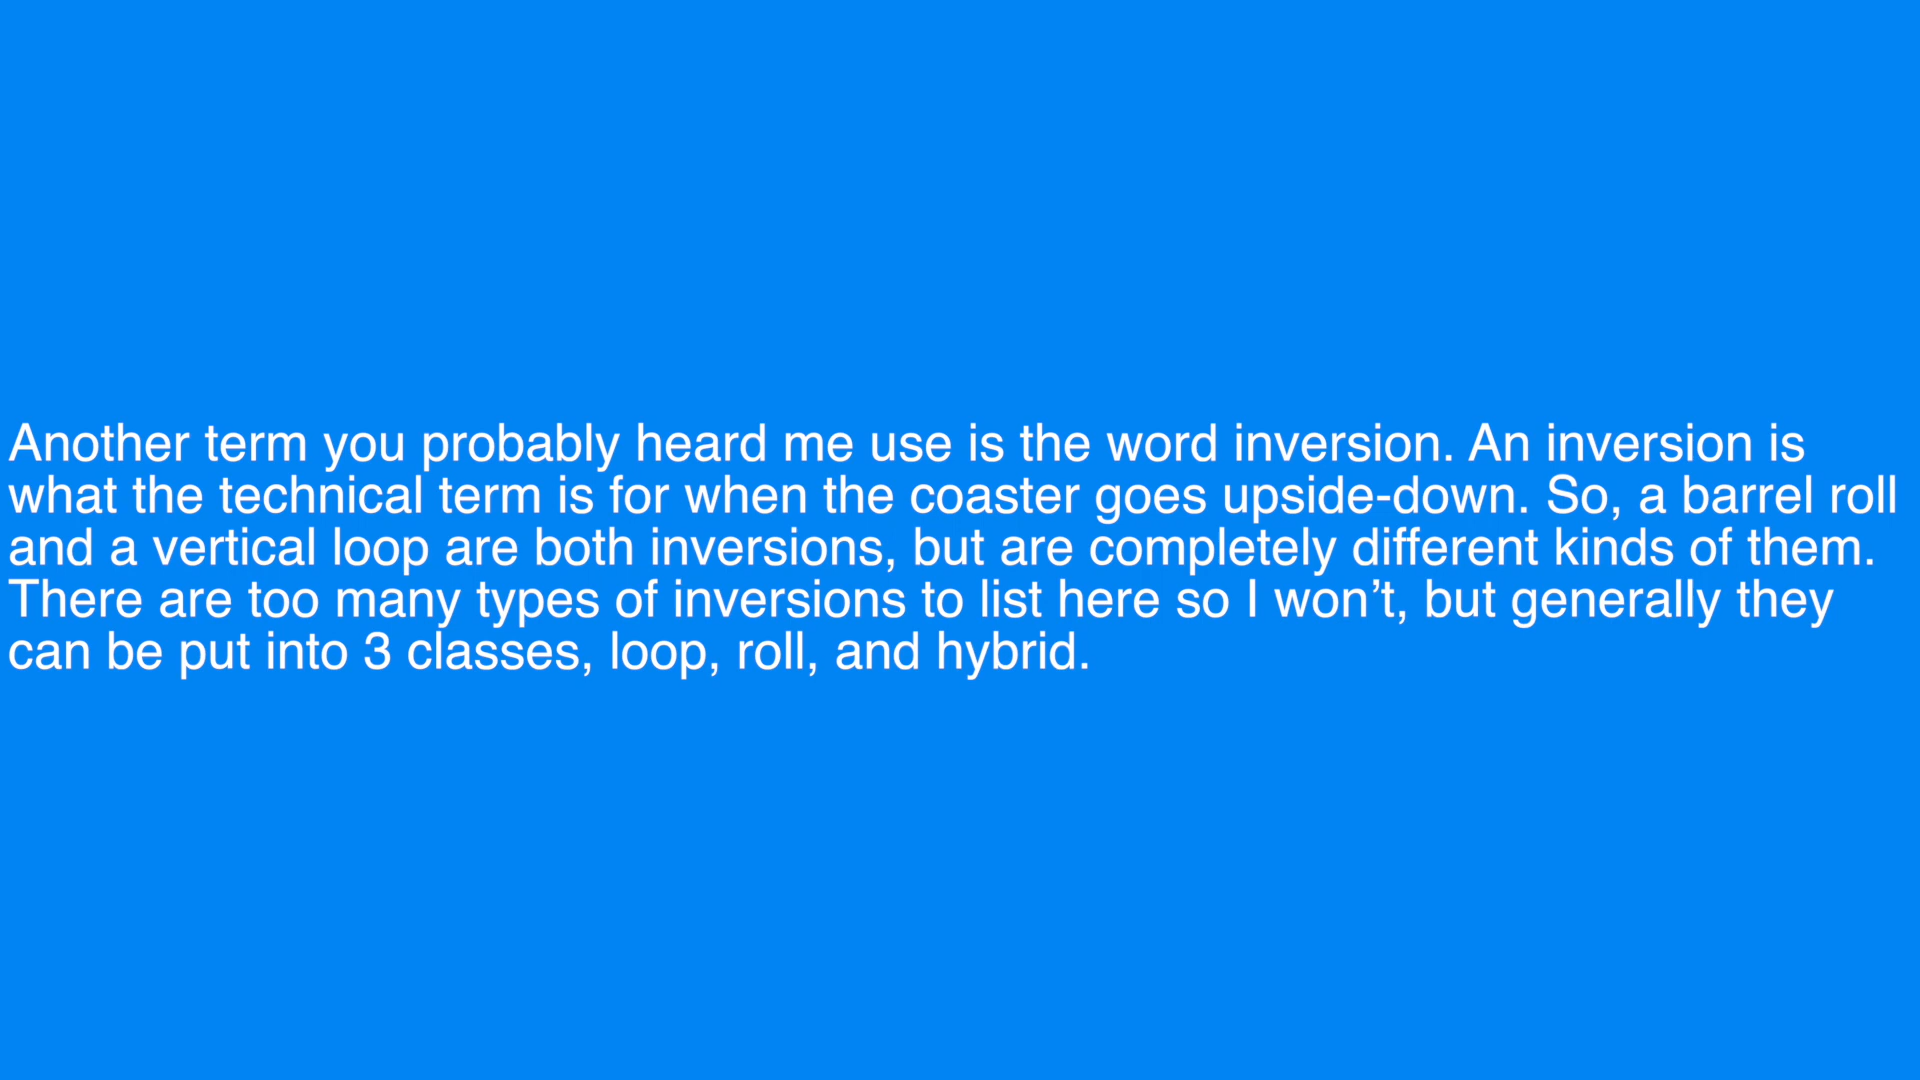 Another term you probably heard me use is the word inversion. An inversion is
what the technical term is for when the coaster goes upside-down. So, a barrel roll
and a vertical loop are both inversions, but are completely different kinds of them.
There are too many types of inversions to list here so I won’t, but generally they
can be put into 3 classes, loop, roll, and hybrid.